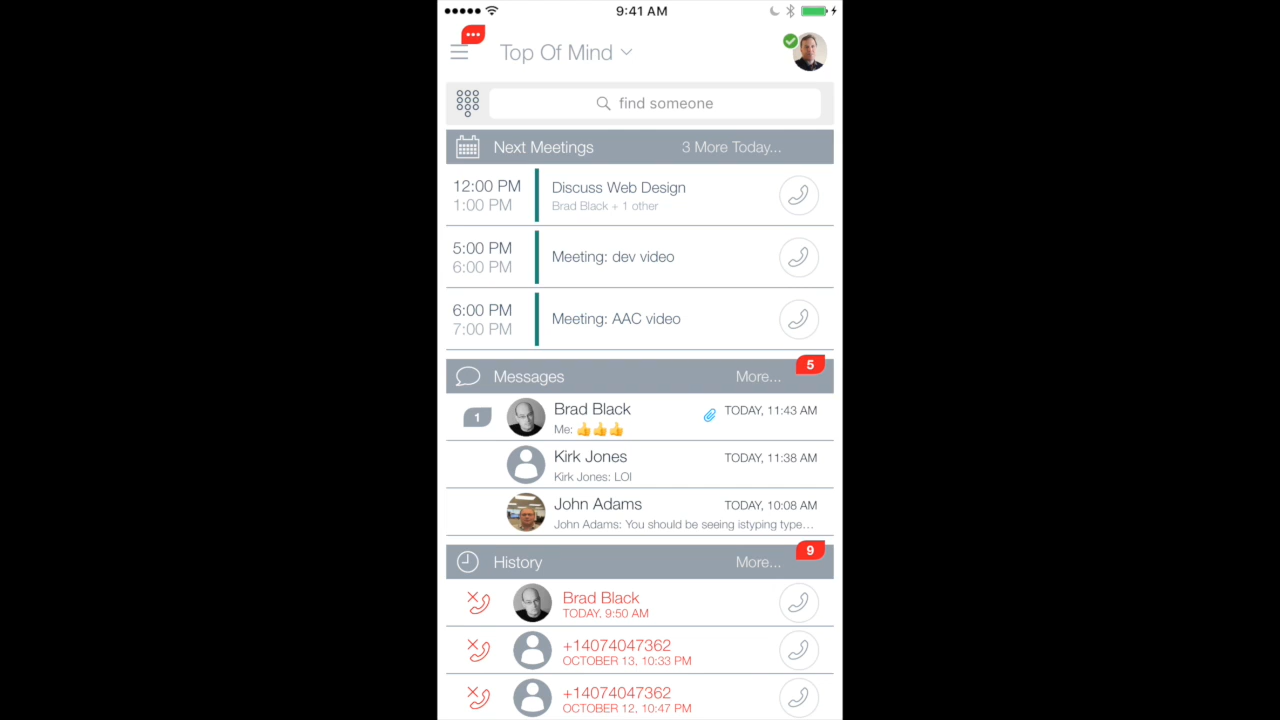 9:41 AM
Top Of Mind
find someone
Next Meetings 3 More Today...
12:00 PM Discuss Web Design
1:00 PM Brad Black + 1 other
5:00 PM
6:00 PM
Meeting: dev video
6:00 PM
7:00 PM
Meeting: AAC video
Messages More... 5
1 Brad Black TODAY, 11:43 AM
Me: 👍👍👍
Kirk Jones TODAY, 11:38 AM
Kirk Jones: LOI
John Adams TODAY, 10:08 AM
John Adams: You should be seeing istyping type…
History More... 9
Brad Black
TODAY, 9:50 AM
+14074047362
OCTOBER 13, 10:33 PM
+14074047362
OCTOBER 12, 10:47 PM